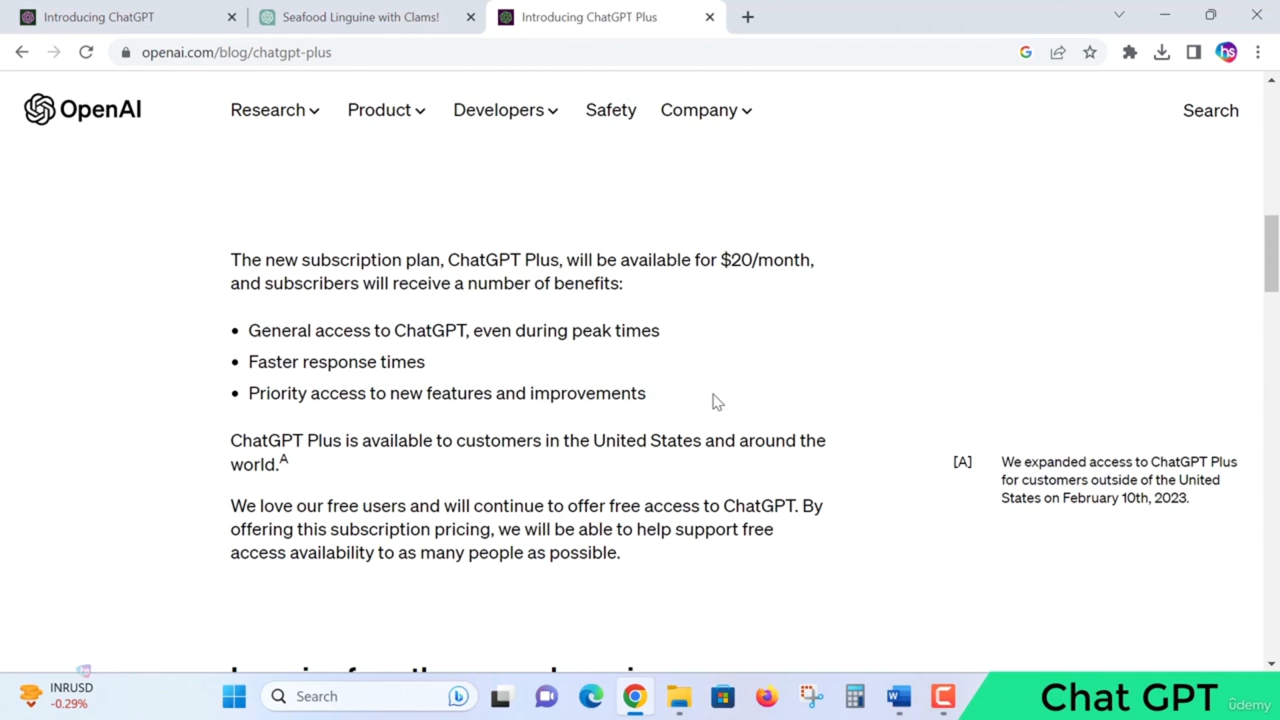 Introducing ChatGPT
Seafood Linguine with Clams!
Introducing ChatGPT Plus
openai.com/blog/chatgpt-plus
G
hs
OpenAI
Research
Product
Developers
Safety
Company
Search
The new subscription plan, ChatGPT Plus, will be available for $20/month,
and subscribers will receive a number of benefits:
• General access to ChatGPT, even during peak times
• Faster response times
• Priority access to new features and improvements
ChatGPT Plus is available to customers in the United States and around the
world.A
[A] We expanded access to ChatGPT Plus
for customers outside of the United
States on February 10th, 2023.
We love our free users and will continue to offer free access to ChatGPT. By
offering this subscription pricing, we will be able to help support free
access availability to as many people as possible.
hs
INRUSD
-0.29%
Search
Chat GPT
ûdemy